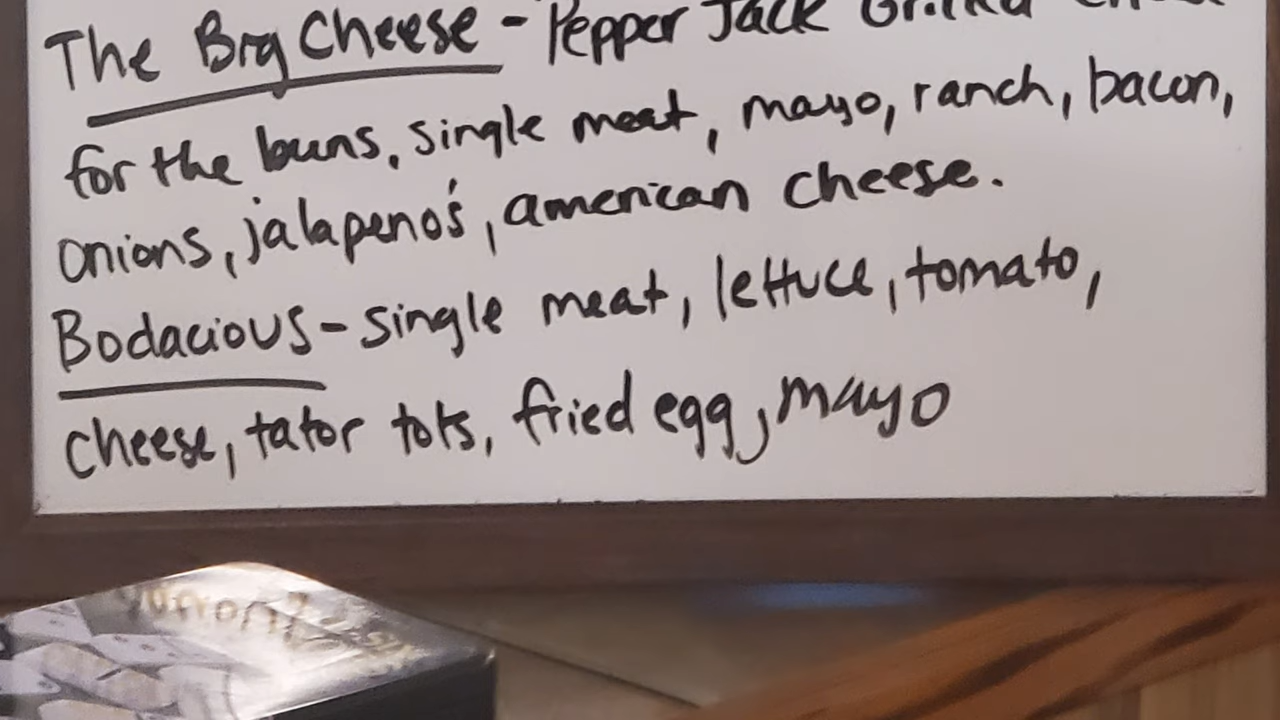 The Big Cheese - Pepper Jack Grilled
for the buns, single meat, mayo, ranch, bacon,
onions, jalapeno's, american cheese.
Bodacious - single meat, lettuce, tomato,
cheese, tator tots, fried egg, mayo